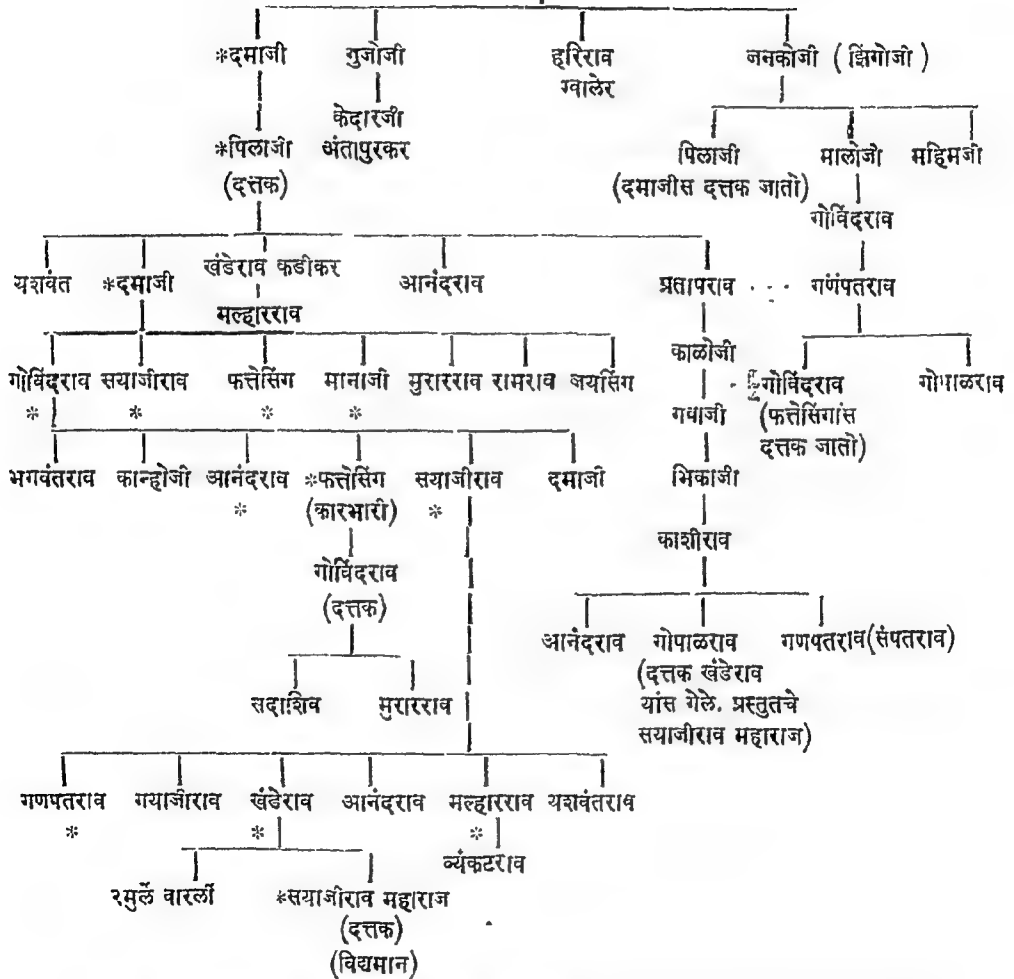 *दमाजी गुजोजी हरिराव जनकोजी (झिंगोजी)
ग्वालेर
केदारजी
*पिलाजी अंतापुरकर पिलाजी मालोजी महिमजी
(दत्तक) (दमाजीस दत्तक जातो)
गोविंदराव
यशवंत *दमाजी खंडेराव कडीकर आनंदराव प्रतापराव गणपतराव
मल्हारराव
काळोजी
गोविंदराव सयाजीराव फत्तेसिंग मानाजी मुरारराव रामराव जयसिंग गोविंदराव गोपाळराव
* * * * गयाजी (फत्तेसिंगांस
दत्तक जातो)
भगवंतराव कान्होजी आनंदराव *फत्तेसिंग सयाजीराव दमाजी भिकाजी
* (कारभारी) *
काशीराव
गोविंदराव
(दत्तक)
आनंदराव गोपाळराव गणपतराव(संपतराव)
(दत्तक खंडेराव
सदाशिव मुरारराव यांस गेले. प्रस्तुतचे
सयाजीराव महाराज)
गणपतराव गयाजीराव खंडेराव आनंदराव मल्हारराव यशवंतराव
* * *
व्यंकटराव
२मुलें वारलीं *सयाजीराव महाराज
(दत्तक)
(विद्यमान)